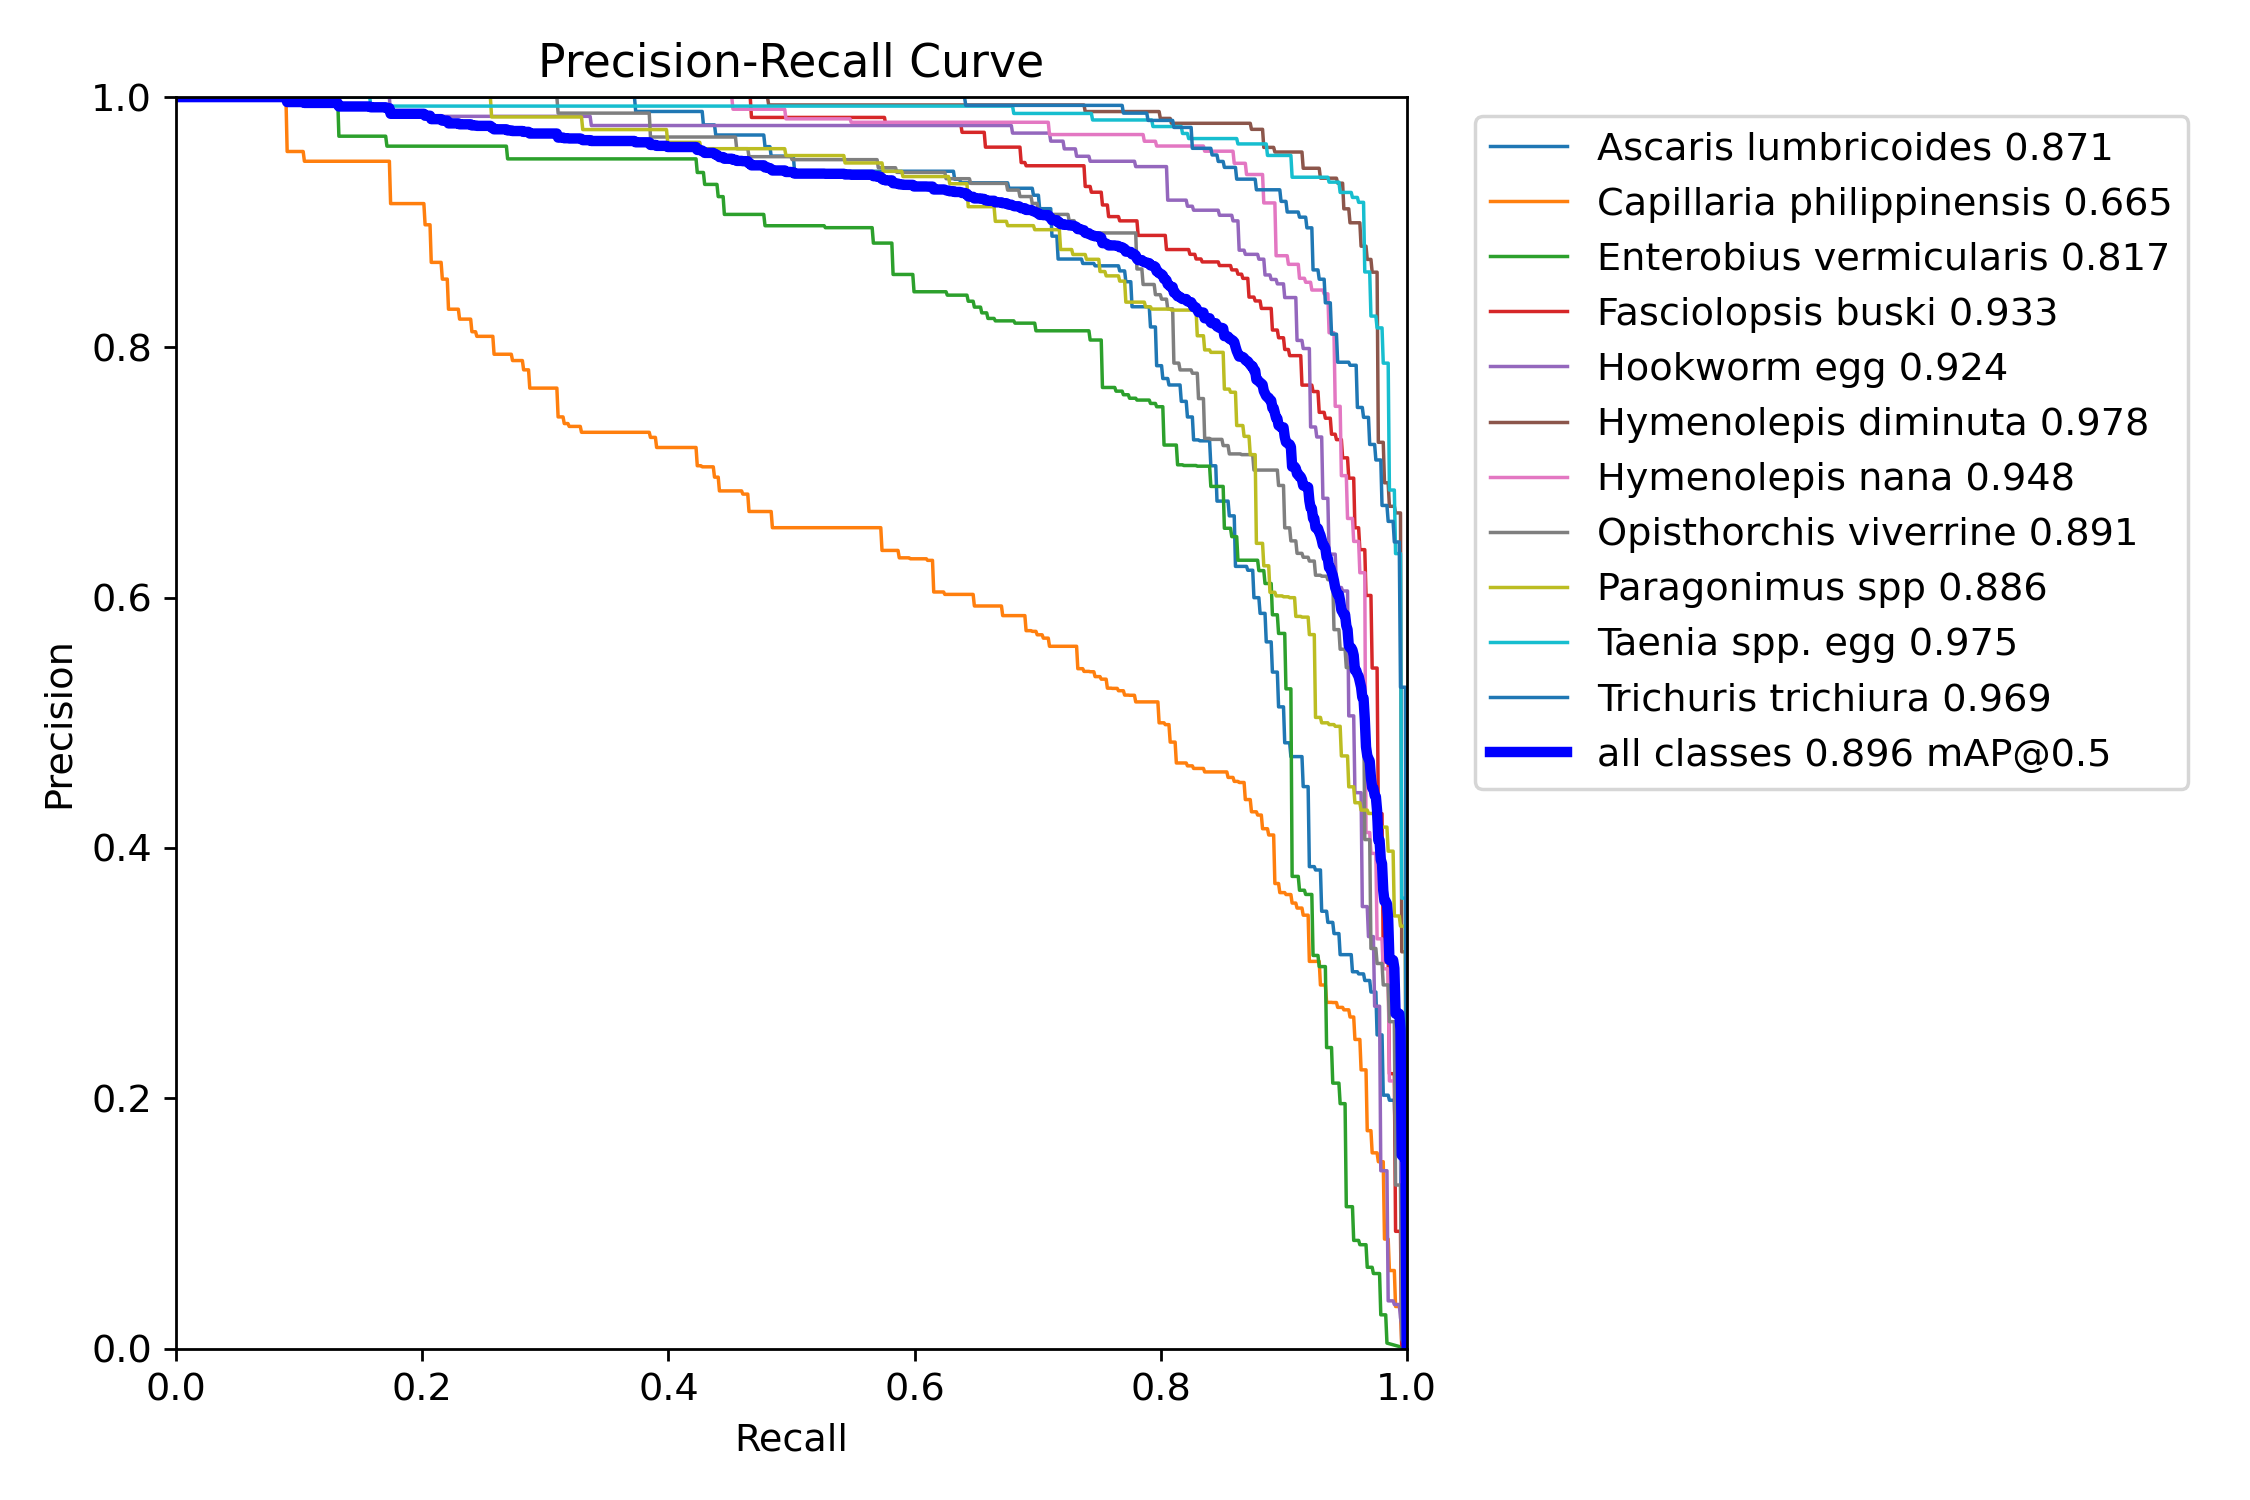 Precision-Recall Curve
1.0
0.8
0.6
0.4
0.2
0.0
Precision
0.0 0.2 0.4 0.6 0.8 1.0
Recall
Ascaris lumbricoides 0.871
Capillaria philippinensis 0.665
Enterobius vermicularis 0.817
Fasciolopsis buski 0.933
Hookworm egg 0.924
Hymenolepis diminuta 0.978
Hymenolepis nana 0.948
Opisthorchis viverrine 0.891
Paragonimus spp 0.886
Taenia spp. egg 0.975
Trichuris trichiura 0.969
all classes 0.896 mAP@0.5